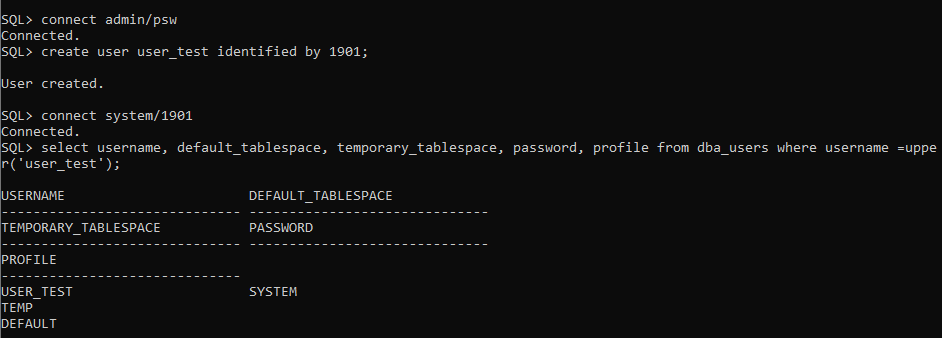 SQL> connect admin/psw
Connected.
SQL> create user user_test identified by 1901;
User created.
SQL> connect system/1901
Connected.
SQL> select username, default_tablespace, temporary_tablespace, password, profile from dba_users where username =uppe
r('user_test');
USERNAME                       DEFAULT_TABLESPACE
------------------------------ ------------------------------
TEMPORARY_TABLESPACE           PASSWORD
------------------------------ ------------------------------
PROFILE
------------------------------
USER_TEST                      SYSTEM
TEMP
DEFAULT